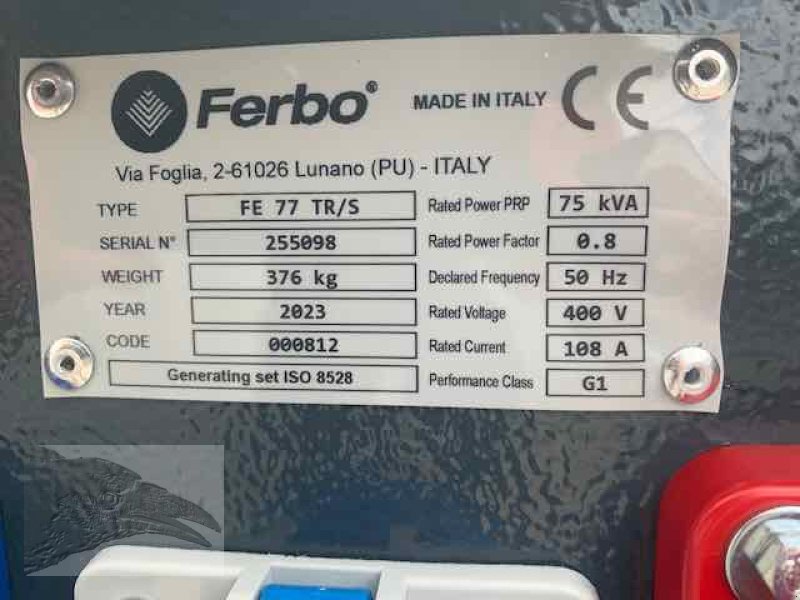 Ferbo® MADE IN ITALY CE
Via Foglia, 2-61026 Lunano (PU) - ITALY
TYPE FE 77 TR/S Rated Power PRP 75 kVA
SERIAL N° 255098 Rated Power Factor 0.8
WEIGHT 376 kg Declared Frequency 50 Hz
YEAR 2023 Rated Voltage 400 V
CODE 000812 Rated Current 108 A
Generating set ISO 8528 Performance Class G1